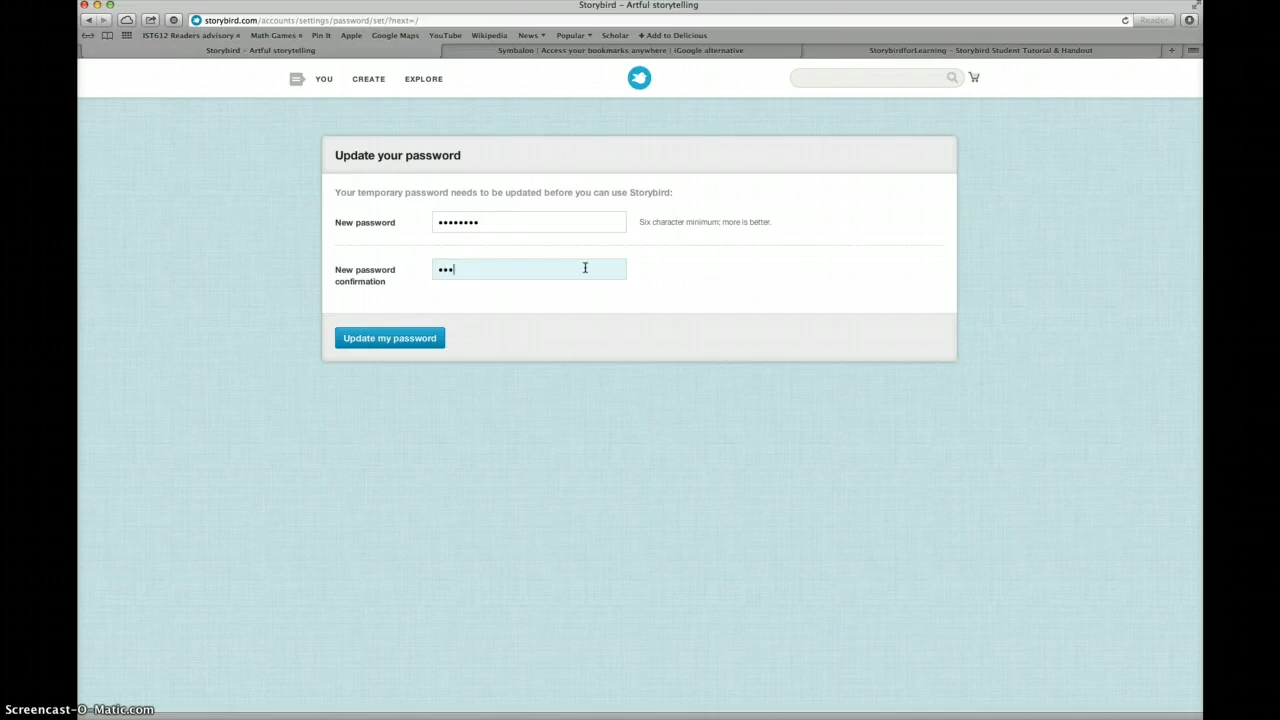 Storybird – Artful storytelling
storybird.com/accounts/settings/password/set/?next=/
Reader
IST612 Readers advisory Math Games Pin It Apple Google Maps YouTube Wikipedia News Popular Scholar + Add to Delicious
Storybird – Artful storytelling
Symbaloo | Access your bookmarks anywhere | iGoogle alternative
StorybirdforLearning – Storybird Student Tutorial & Handout
YOU CREATE EXPLORE
Update your password
Your temporary password needs to be updated before you can use Storybird:
New password
••••••••
Six character minimum; more is better.
New password
confirmation
•••
Update my password
Screencast-O-Matic.com